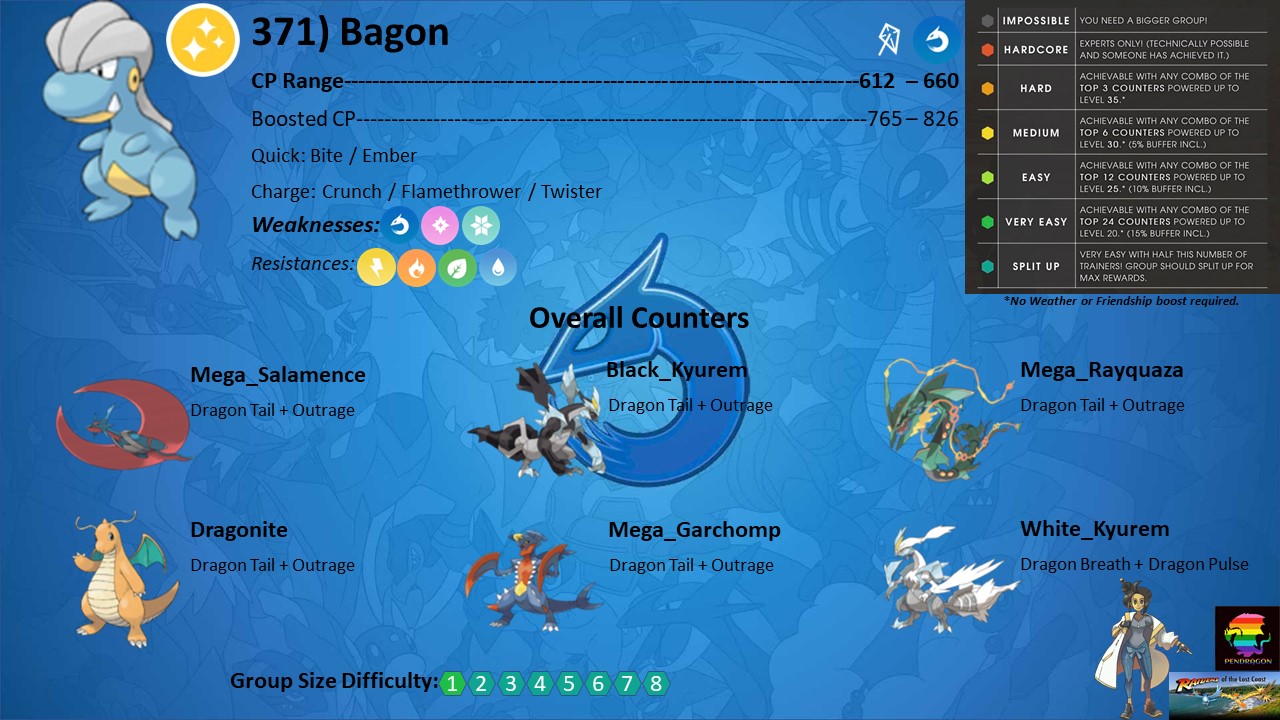 371) Bagon
CP Range--------------------------------------------------------------------------------612 – 660
Boosted CP--------------------------------------------------------------------------------765 – 826
Quick: Bite / Ember
Charge: Crunch / Flamethrower / Twister
Weaknesses:
Resistances:
IMPOSSIBLE YOU NEED A BIGGER GROUP!
HARDCORE EXPERTS ONLY! (TECHNICALLY POSSIBLE
AND SOMEONE HAS ACHIEVED IT.)
HARD ACHIEVABLE WITH ANY COMBO OF THE
TOP 3 COUNTERS POWERED UP TO
LEVEL 35.*
MEDIUM ACHIEVABLE WITH ANY COMBO OF THE
TOP 6 COUNTERS POWERED UP TO
LEVEL 30.* (5% BUFFER INCL.)
EASY ACHIEVABLE WITH ANY COMBO OF THE
TOP 12 COUNTERS POWERED UP TO
LEVEL 25.* (10% BUFFER INCL.)
VERY EASY ACHIEVABLE WITH ANY COMBO OF THE
TOP 24 COUNTERS POWERED UP TO
LEVEL 20.* (15% BUFFER INCL.)
SPLIT UP VERY EASY WITH HALF THIS NUMBER OF
TRAINERS! GROUP SHOULD SPLIT UP FOR
MAX REWARDS.
*No Weather or Friendship boost required.
Overall Counters
Mega_Salamence
Dragon Tail + Outrage
Black_Kyurem
Dragon Tail + Outrage
Mega_Rayquaza
Dragon Tail + Outrage
Dragonite
Dragon Tail + Outrage
Mega_Garchomp
Dragon Tail + Outrage
White_Kyurem
Dragon Breath + Dragon Pulse
Group Size Difficulty: 1 2 3 4 5 6 7 8
PENDRAGON
RAIDERS of the Lost Coast